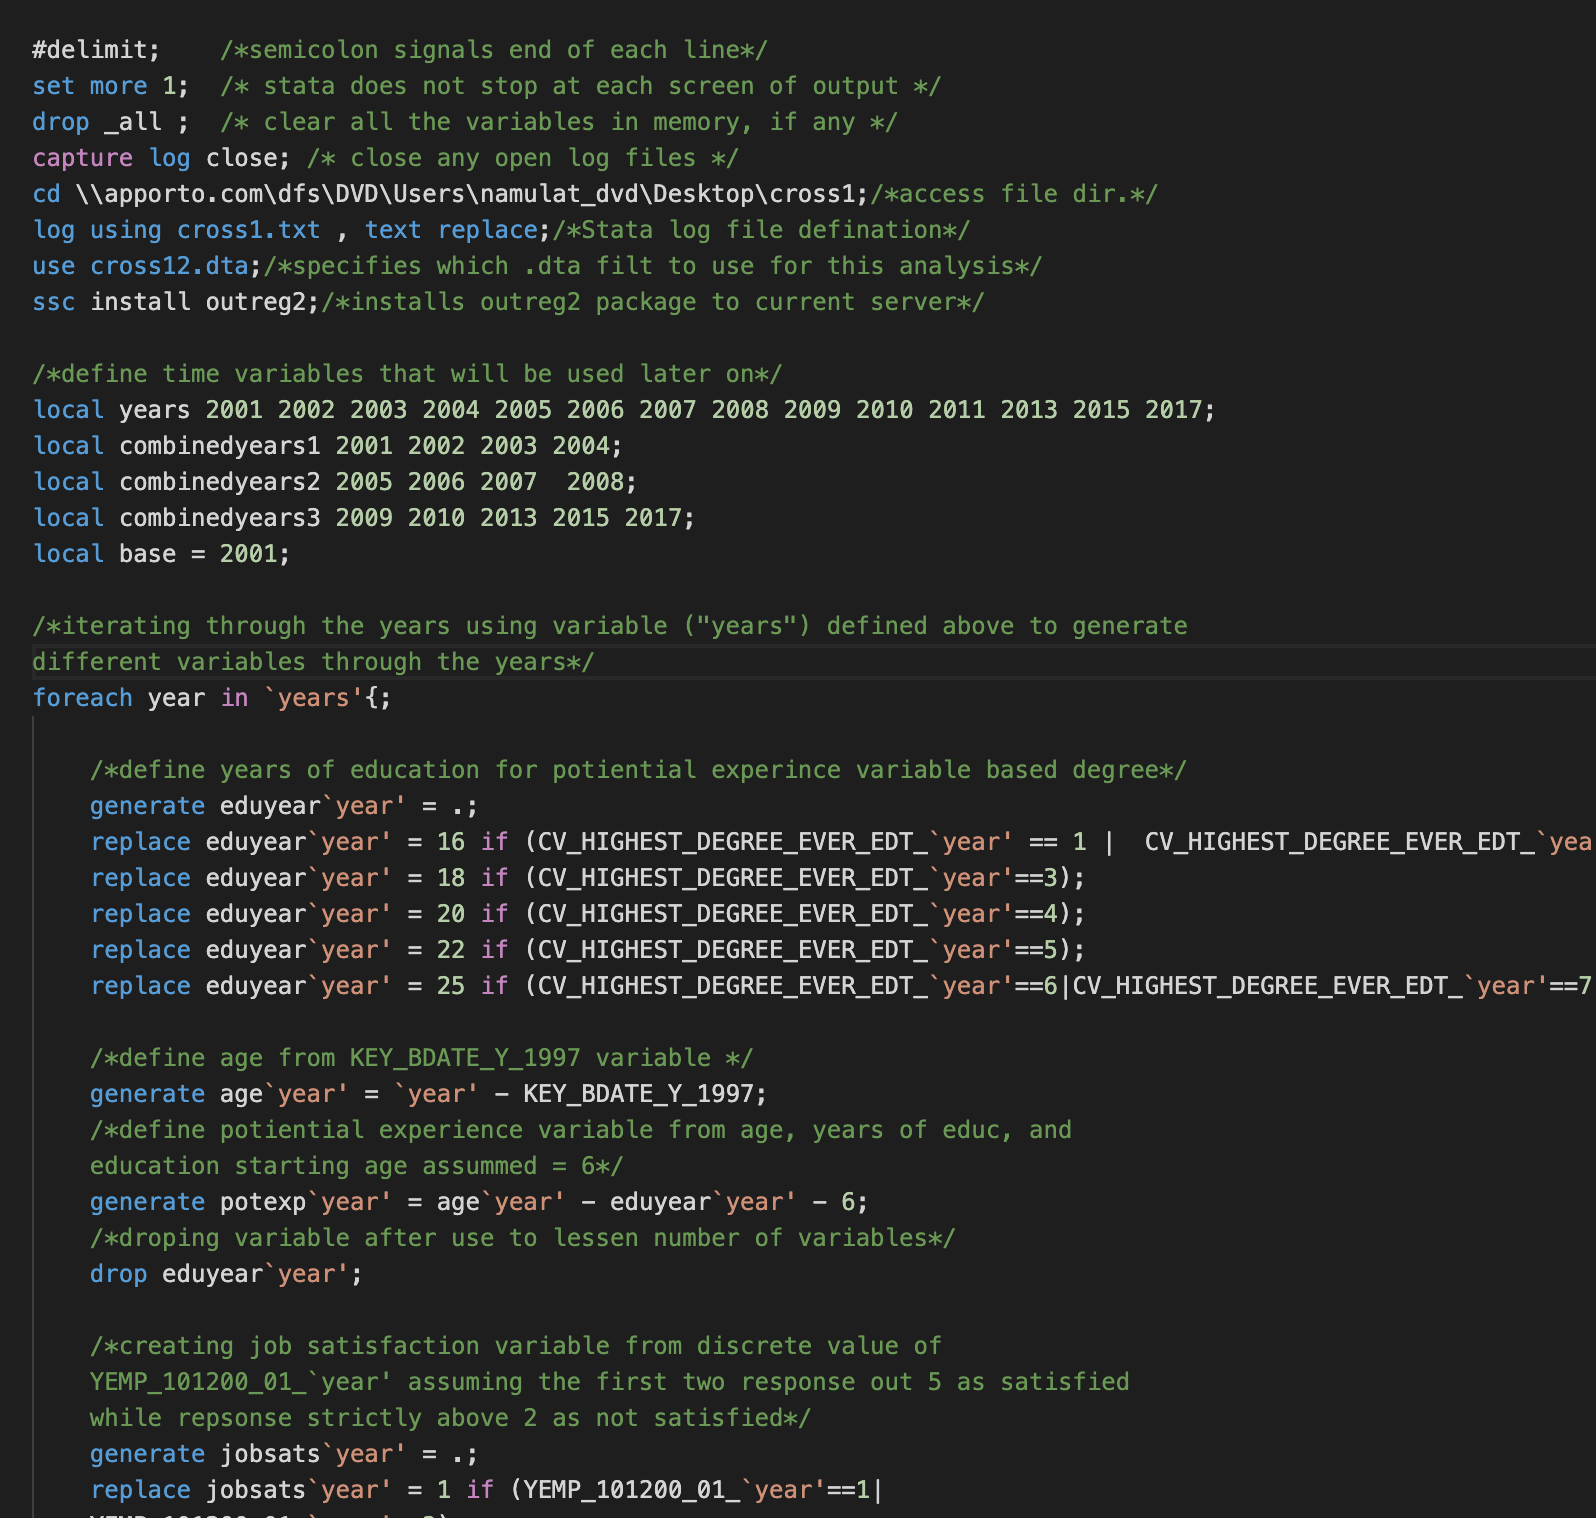 #delimit;    /*semicolon signals end of each line*/
set more 1;  /* stata does not stop at each screen of output */
drop _all ;  /* clear all the variables in memory, if any */
capture log close; /* close any open log files */
cd \\apporto.com\dfs\DVD\Users\namulat_dvd\Desktop\cross1;/*access file dir.*/
log using cross1.txt , text replace;/*Stata log file defination*/
use cross12.dta;/*specifies which .dta filt to use for this analysis*/
ssc install outreg2;/*installs outreg2 package to current server*/
/*define time variables that will be used later on*/
local years 2001 2002 2003 2004 2005 2006 2007 2008 2009 2010 2011 2013 2015 2017;
local combinedyears1 2001 2002 2003 2004;
local combinedyears2 2005 2006 2007  2008;
local combinedyears3 2009 2010 2013 2015 2017;
local base = 2001;
/*iterating through the years using variable ("years") defined above to generate
different variables through the years*/
foreach year in `years'{;
    /*define years of education for potiential experince variable based degree*/
    generate eduyear`year' = .;
    replace eduyear`year' = 16 if (CV_HIGHEST_DEGREE_EVER_EDT_`year' == 1 |  CV_HIGHEST_DEGREE_EVER_EDT_`yea
    replace eduyear`year' = 18 if (CV_HIGHEST_DEGREE_EVER_EDT_`year'==3);
    replace eduyear`year' = 20 if (CV_HIGHEST_DEGREE_EVER_EDT_`year'==4);
    replace eduyear`year' = 22 if (CV_HIGHEST_DEGREE_EVER_EDT_`year'==5);
    replace eduyear`year' = 25 if (CV_HIGHEST_DEGREE_EVER_EDT_`year'==6|CV_HIGHEST_DEGREE_EVER_EDT_`year'==7
    /*define age from KEY_BDATE_Y_1997 variable */
    generate age`year' = `year' - KEY_BDATE_Y_1997;
    /*define potiential experience variable from age, years of educ, and
    education starting age assummed = 6*/
    generate potexp`year' = age`year' - eduyear`year' - 6;
    /*droping variable after use to lessen number of variables*/
    drop eduyear`year';
    /*creating job satisfaction variable from discrete value of
    YEMP_101200_01_`year' assuming the first two response out 5 as satisfied
    while repsonse strictly above 2 as not satisfied*/
    generate jobsats`year' = .;
    replace jobsats`year' = 1 if (YEMP_101200_01_`year'==1|